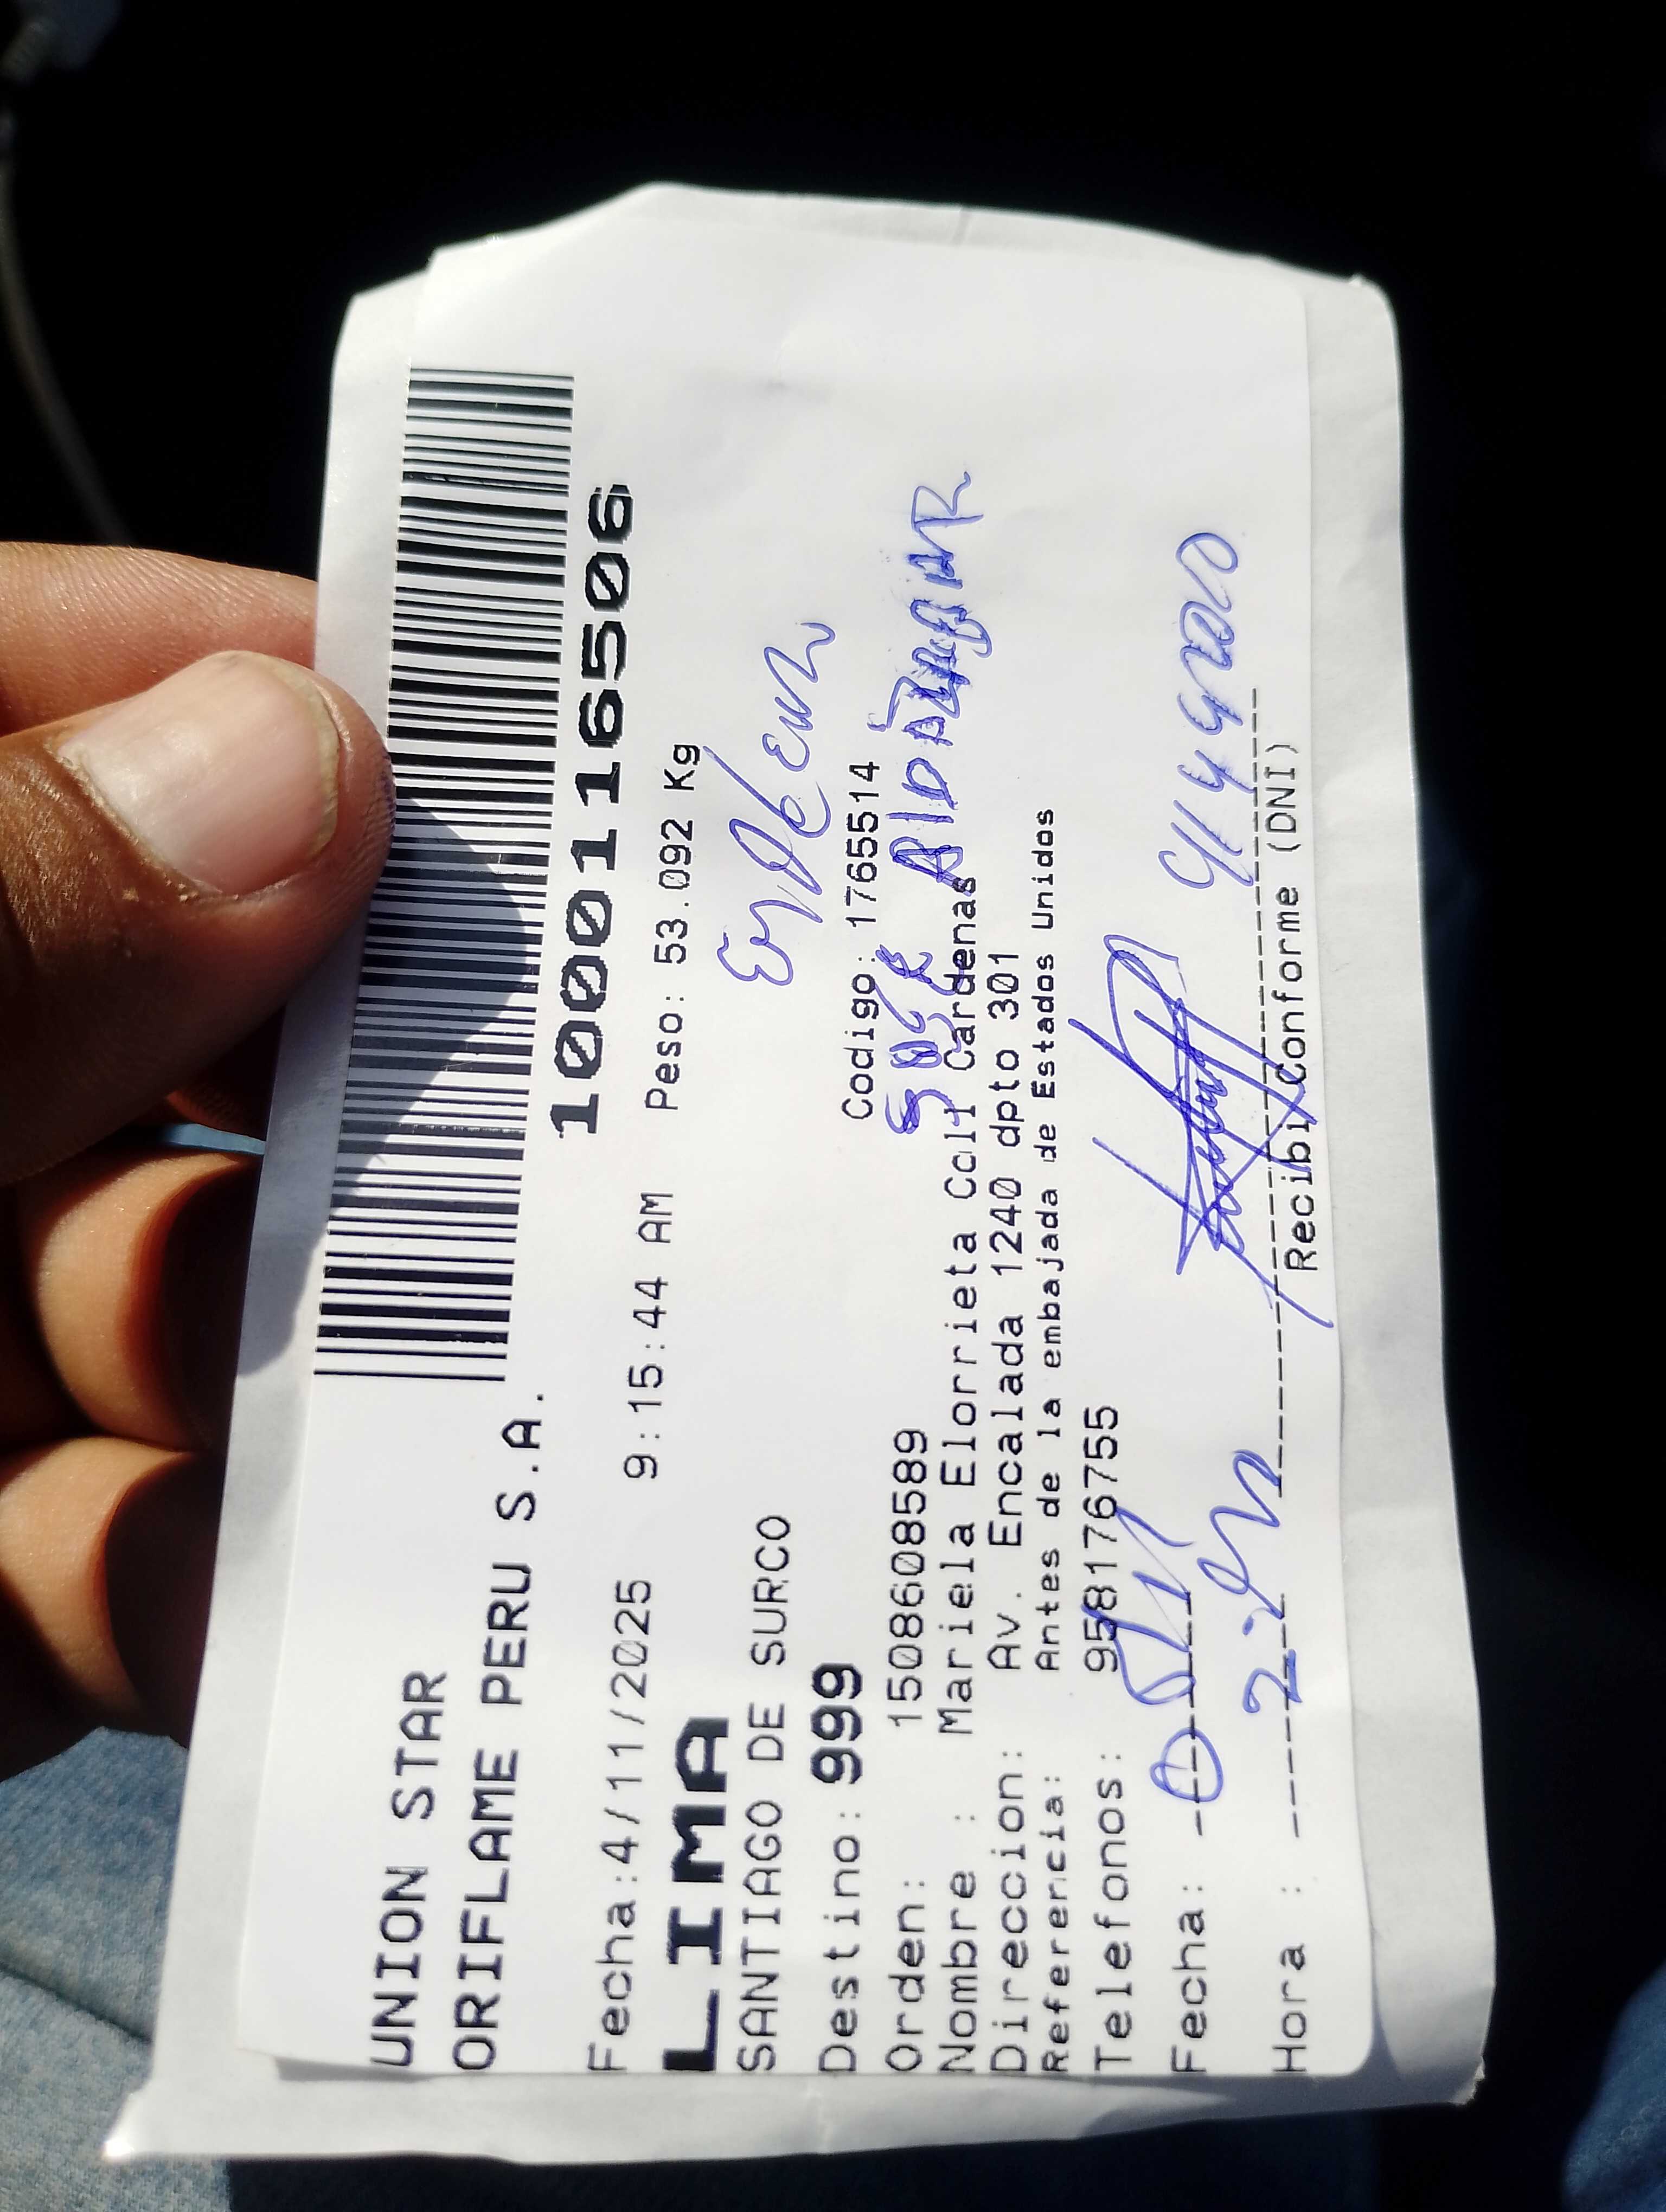 UNION STAR
ORIFLAME PERU S.A.
1000116506
Fecha:4/11/2025 9:15:44 AM Peso: 53.092 Kg
LIMA
SANTIAGO DE SURCO
Destino: 999
Codigo: 1765514
Orden: 1508608589
Nombre : Mariela Elorrieta Coli Cardenas
Direccion: Av. Encalada 1240 dpto 301
Referencia: Antes de la embajada de Estados Unidos
Telefonos: 958176755
Fecha:
Hora :
Recibi Conforme (DNI)